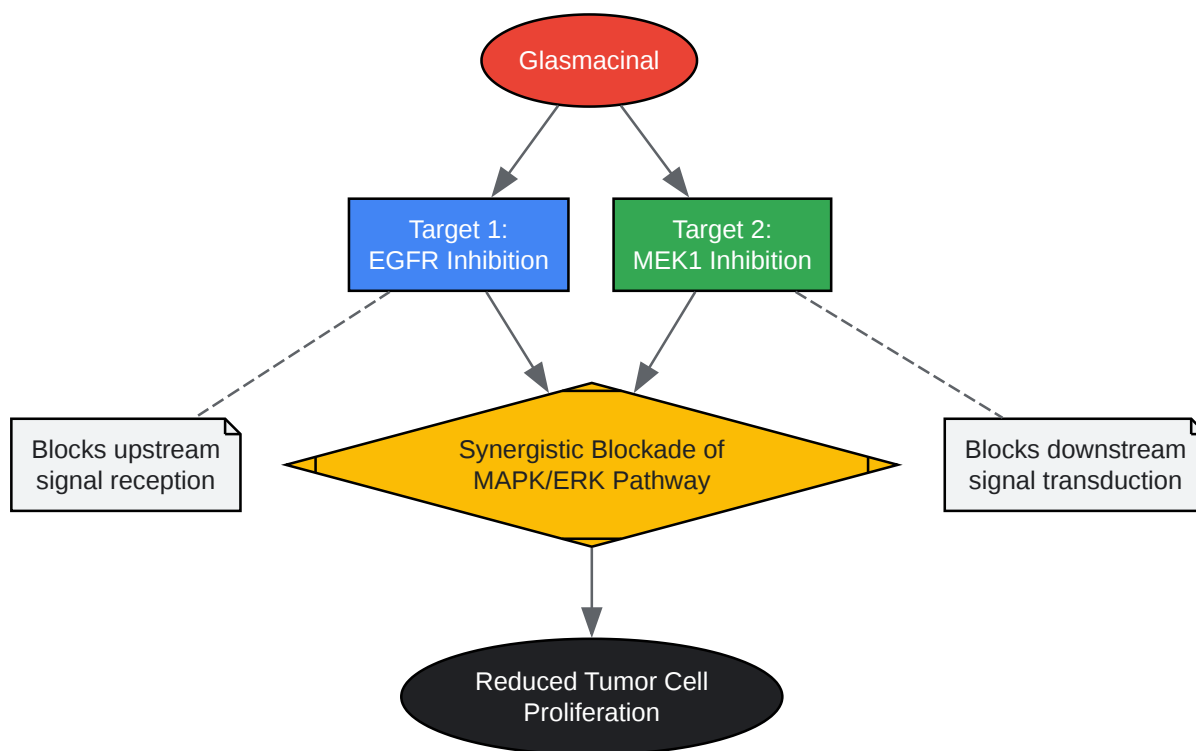 Glasmacinal
Target 1:
EGFR Inhibition
Target 2:
MEK1 Inhibition
Blocks upstream
signal reception
Synergistic Blockade of
MAPK/ERK Pathway
Blocks downstream
signal transduction
Reduced Tumor Cell
Proliferation